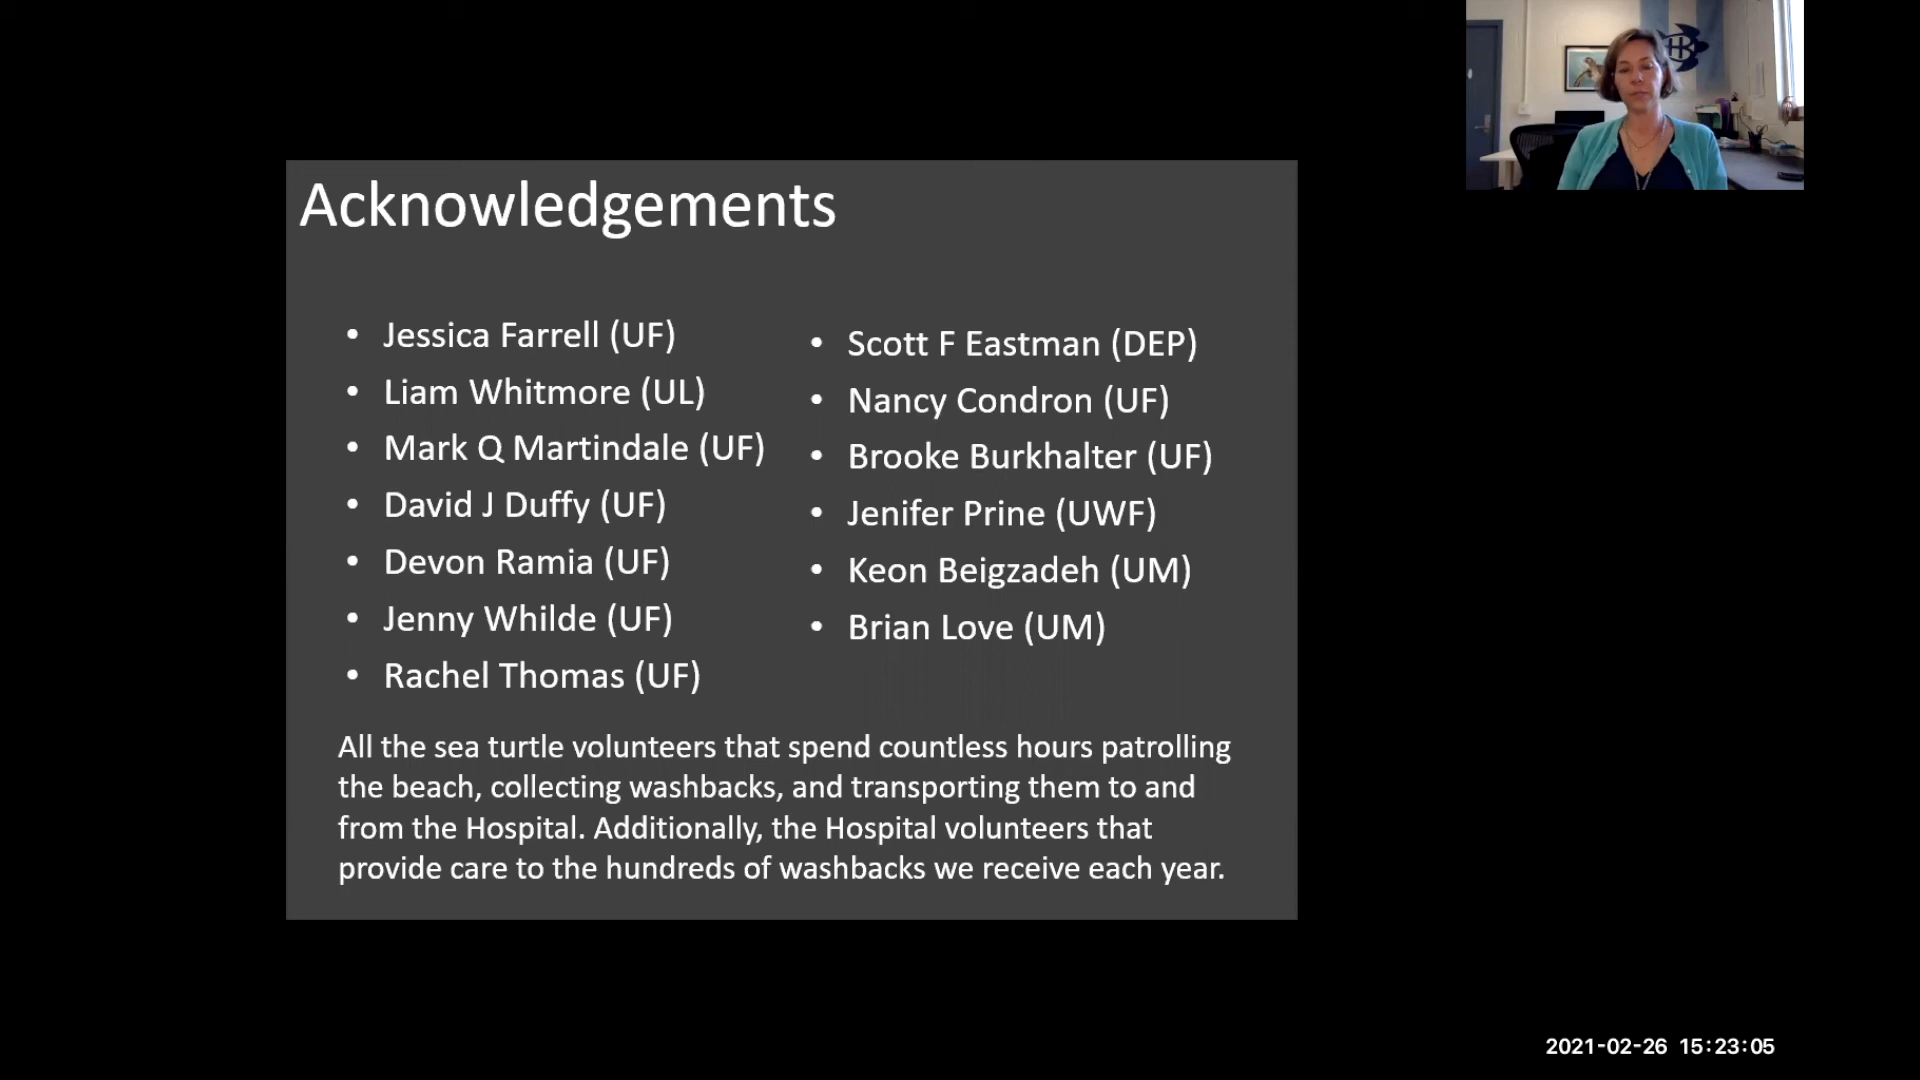 Acknowledgements
• Jessica Farrell (UF)
• Liam Whitmore (UL)
• Mark Q Martindale (UF)
• David J Duffy (UF)
• Devon Ramia (UF)
• Jenny Whilde (UF)
• Rachel Thomas (UF)
• Scott F Eastman (DEP)
• Nancy Condron (UF)
• Brooke Burkhalter (UF)
• Jenifer Prine (UWF)
• Keon Beigzadeh (UM)
• Brian Love (UM)
All the sea turtle volunteers that spend countless hours patrolling
the beach, collecting washbacks, and transporting them to and
from the Hospital. Additionally, the Hospital volunteers that
provide care to the hundreds of washbacks we receive each year.
2021-02-26 15:23:05